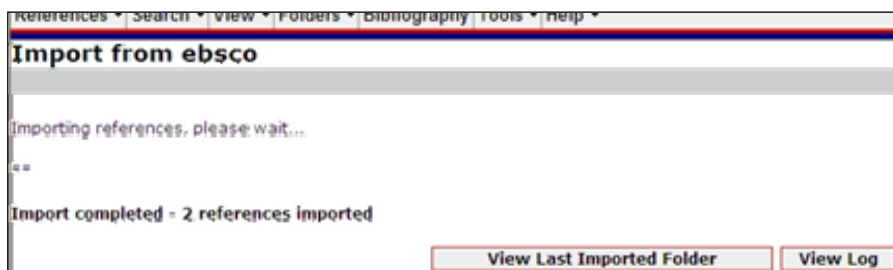 References Search View Folders Bibliography Tools Help
Import from ebsco
Importing references, please wait...
==
Import completed - 2 references imported
View Last Imported Folder View Log